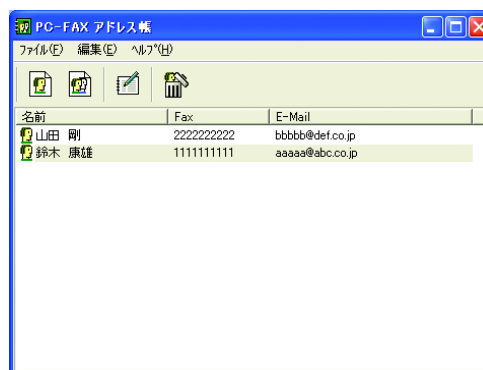 PC-FAX アドレス帳
ファイル(F) 編集(E) ヘルプ(H)
名前 Fax E-Mail
山田 剛 2222222222 bbbbb@def.co.jp
鈴木 康雄 1111111111 aaaaa@abc.co.jp